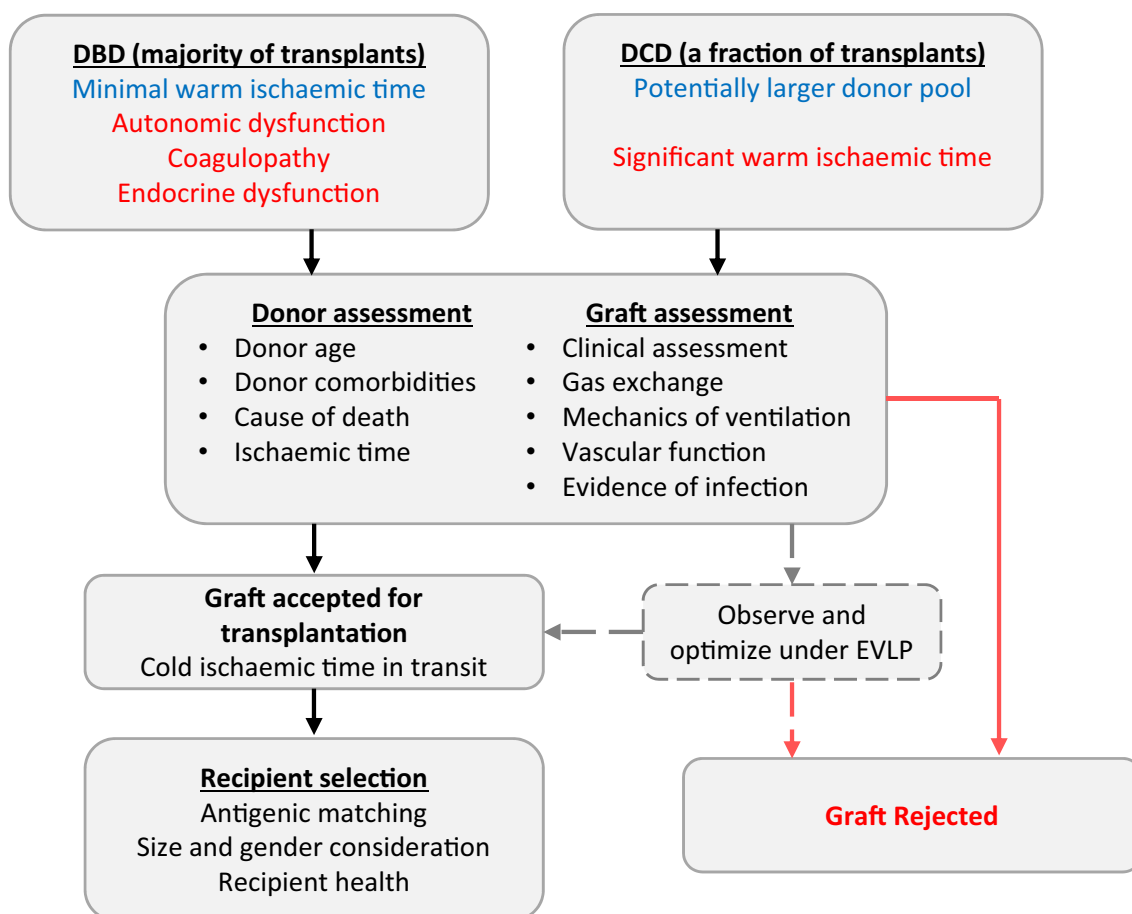 DBD (majority of transplants)
Minimal warm ischaemic time
Autonomic dysfunction
Coagulopathy
Endocrine dysfunction
DCD (a fraction of transplants)
Potentially larger donor pool
Significant warm ischaemic time
Donor assessment
• Donor age
• Donor comorbidities
• Cause of death
• Ischaemic time
Graft assessment
• Clinical assessment
• Gas exchange
• Mechanics of ventilation
• Vascular function
• Evidence of infection
Graft accepted for
transplantation
Cold ischaemic time in transit
Observe and
optimize under EVLP
Recipient selection
Antigenic matching
Size and gender consideration
Recipient health
Graft Rejected